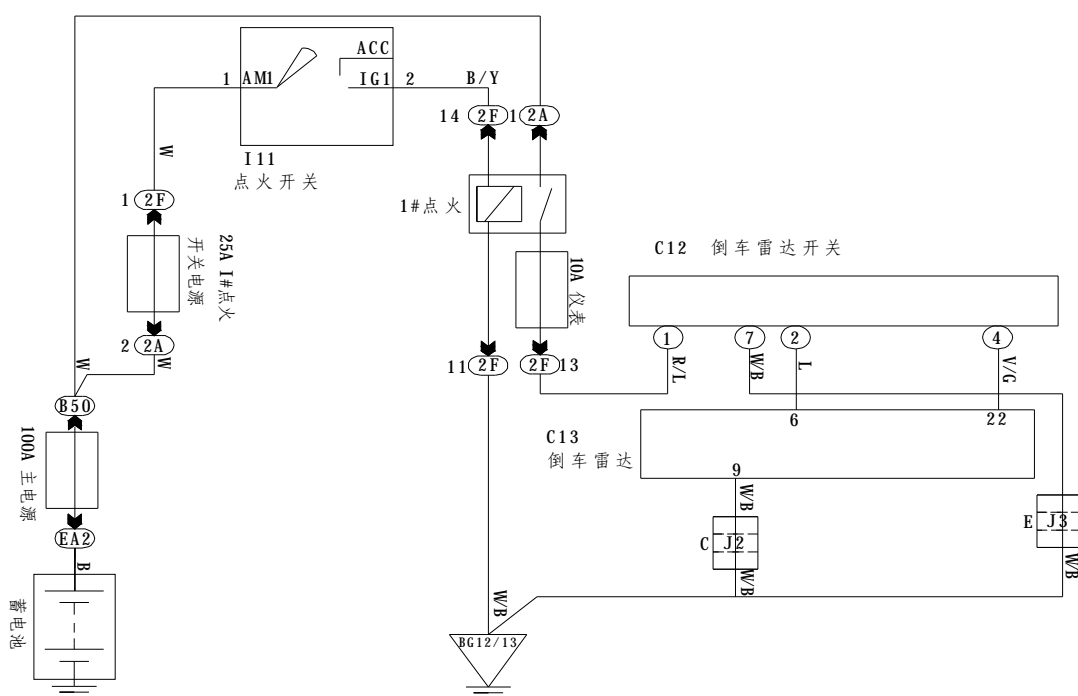 ACC
1 AM1
IG1 2
B/Y
14 2F
1 2A
I11
点火开关
W
1 2F
25A I#点火
开关电源
2 2A
W
W
1#点火
10A 仪表
11 2F
2F 13
C12 倒车雷达开关
1
7
2
4
R/L
W/B
L
V/G
6
22
C13
倒车雷达
9
W/B
C J2
W/B
E J3
W/B
B50
100A 主电源
EA2
B
蓄电池
W/B
BG12/13